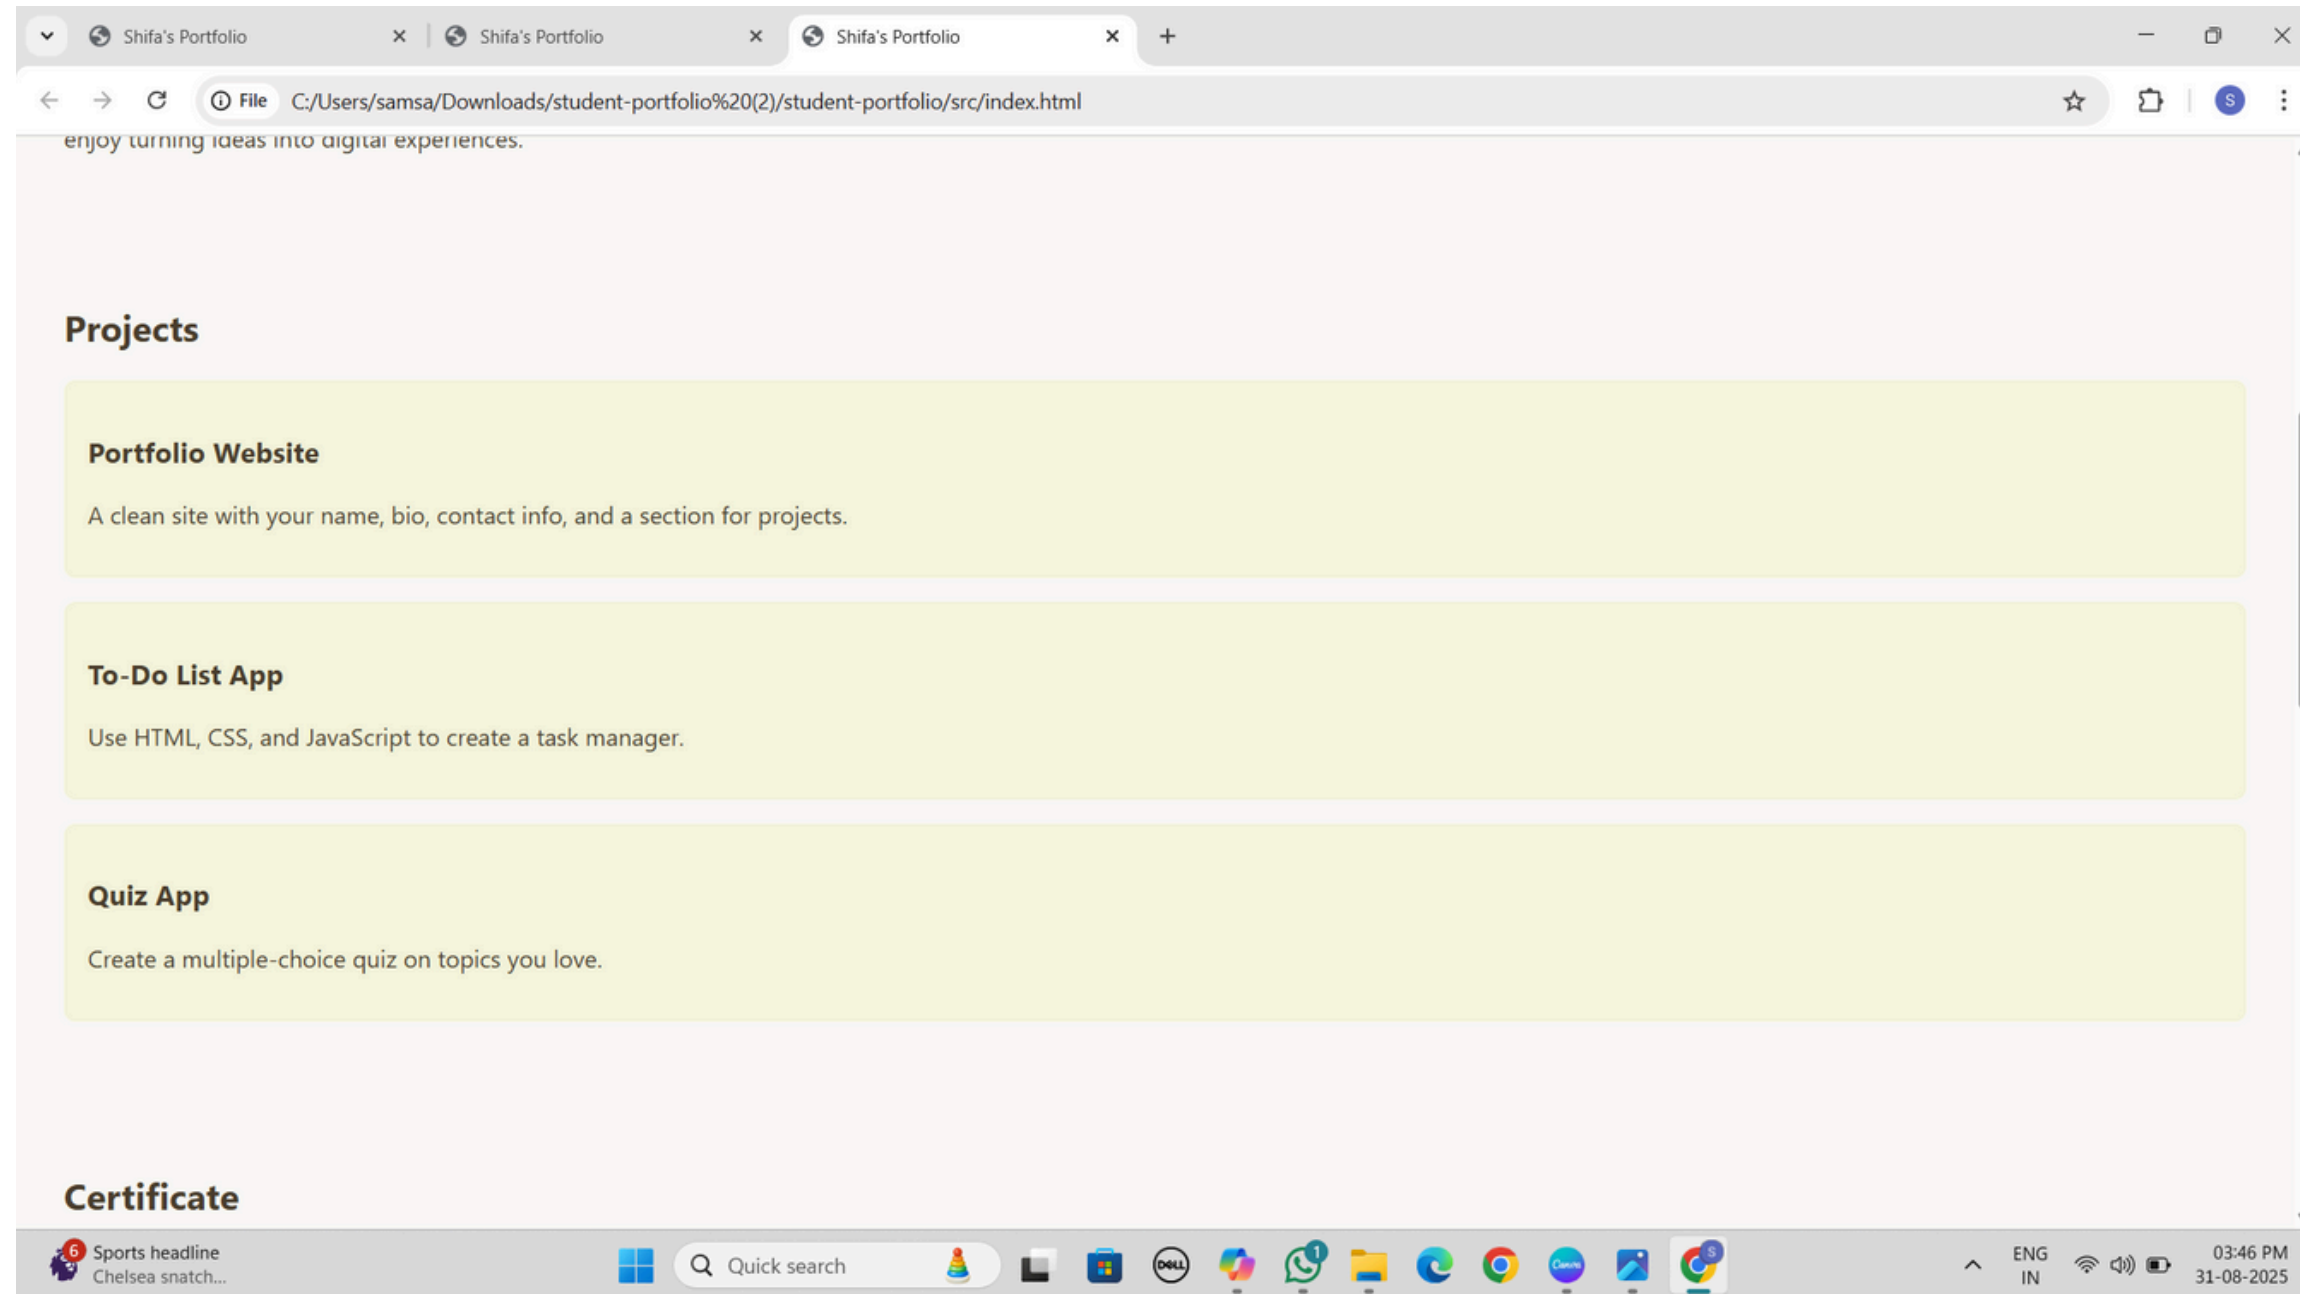 Shifa's Portfolio
Shifa's Portfolio
Shifa's Portfolio
File
C:/Users/samsa/Downloads/student-portfolio%20(2)/student-portfolio/src/index.html
S
enjoy turning ideas into digital experiences.
Projects
Portfolio Website
A clean site with your name, bio, contact info, and a section for projects.
To-Do List App
Use HTML, CSS, and JavaScript to create a task manager.
Quiz App
Create a multiple-choice quiz on topics you love.
Certificate
6
Sports headline
Chelsea snatch...
Quick search
DELL
1
Canva
S
ENG
IN
03:46 PM
31-08-2025